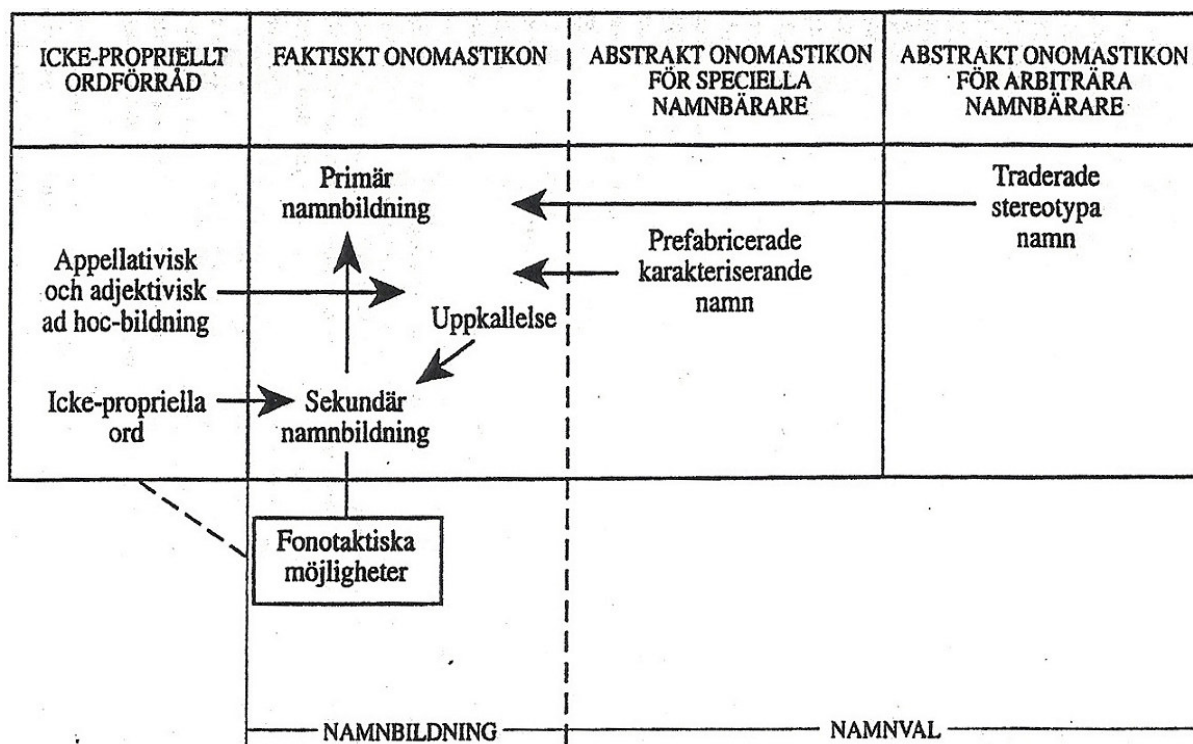 ICKE-PROPRIELLT
ORDFÖRRÅD
FAKTISKT ONOMASTIKON
ABSTRAKT ONOMASTIKON
FÖR SPECIELLA
NAMNBÄRARE
ABSTRAKT ONOMASTIKON
FÖR ARBITRÄRA
NAMNBÄRARE
Primär
namnbildning
Traderade
stereotypa
namn
Appellativisk
och adjektivisk
ad hoc-bildning
Prefabricerade
karakteriserande
namn
Uppkallelse
Icke-propriella
ord
Sekundär
namnbildning
Fonotaktiska
möjligheter
NAMNBILDNING
NAMNVAL